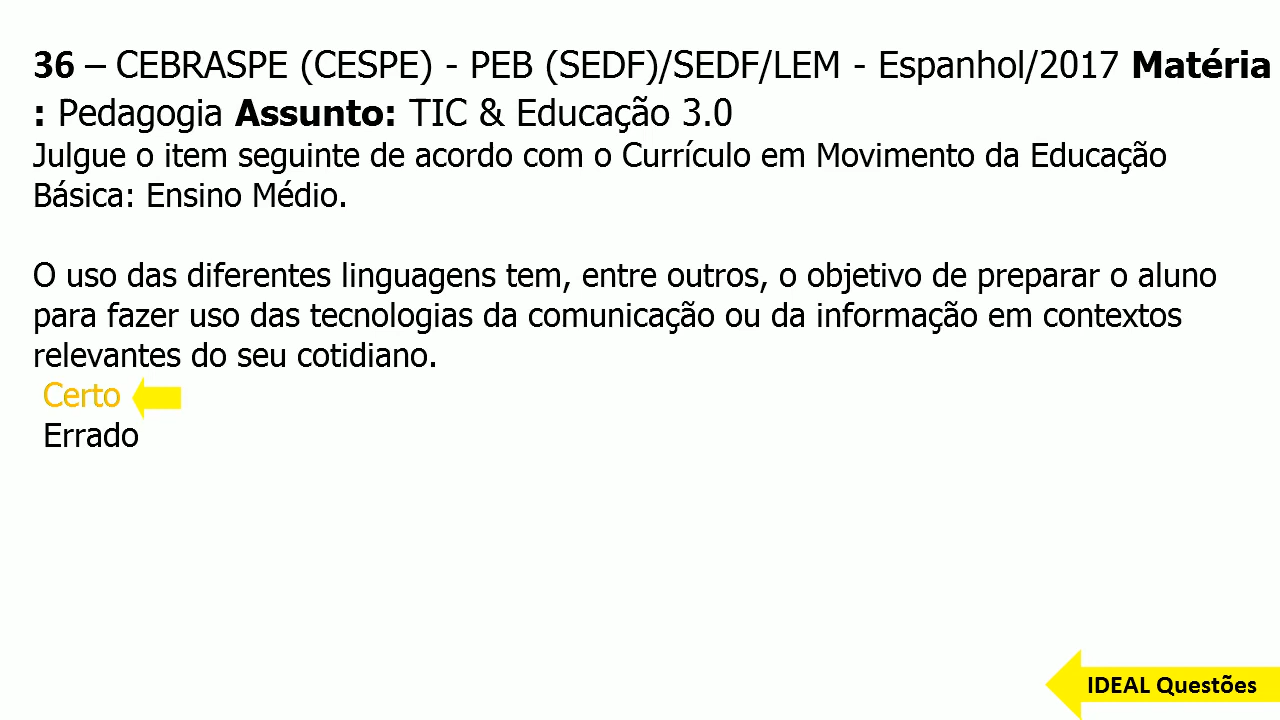 36 – CEBRASPE (CESPE) - PEB (SEDF)/SEDF/LEM - Espanhol/2017 Matéria
: Pedagogia Assunto: TIC & Educação 3.0
Julgue o item seguinte de acordo com o Currículo em Movimento da Educação
Básica: Ensino Médio.
O uso das diferentes linguagens tem, entre outros, o objetivo de preparar o aluno
para fazer uso das tecnologias da comunicação ou da informação em contextos
relevantes do seu cotidiano.
Certo
Errado
IDEAL Questões